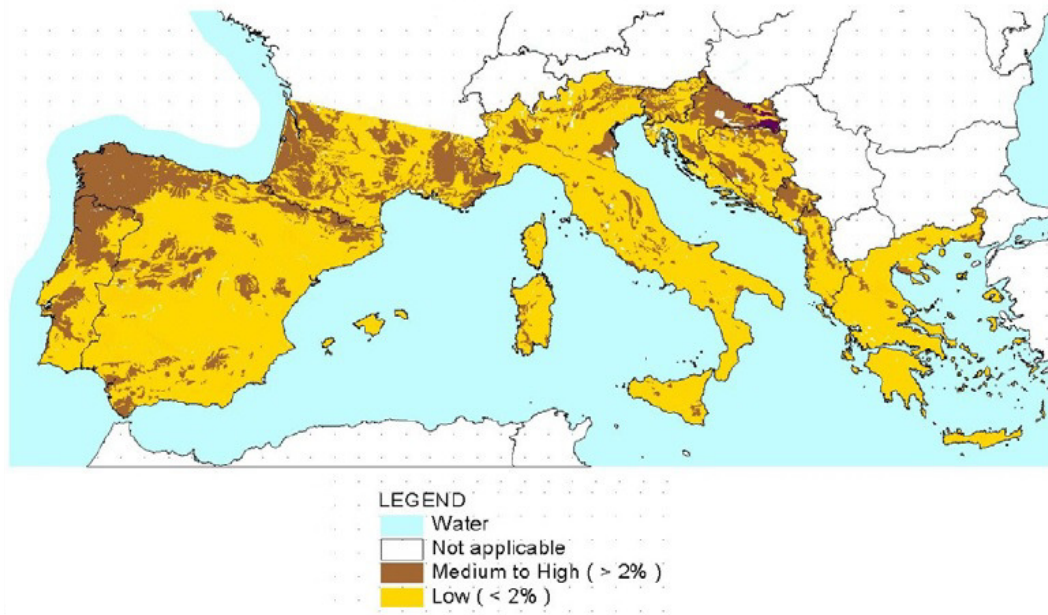 LEGEND
Water
Not applicable
Medium to High ( > 2% )
Low ( < 2% )